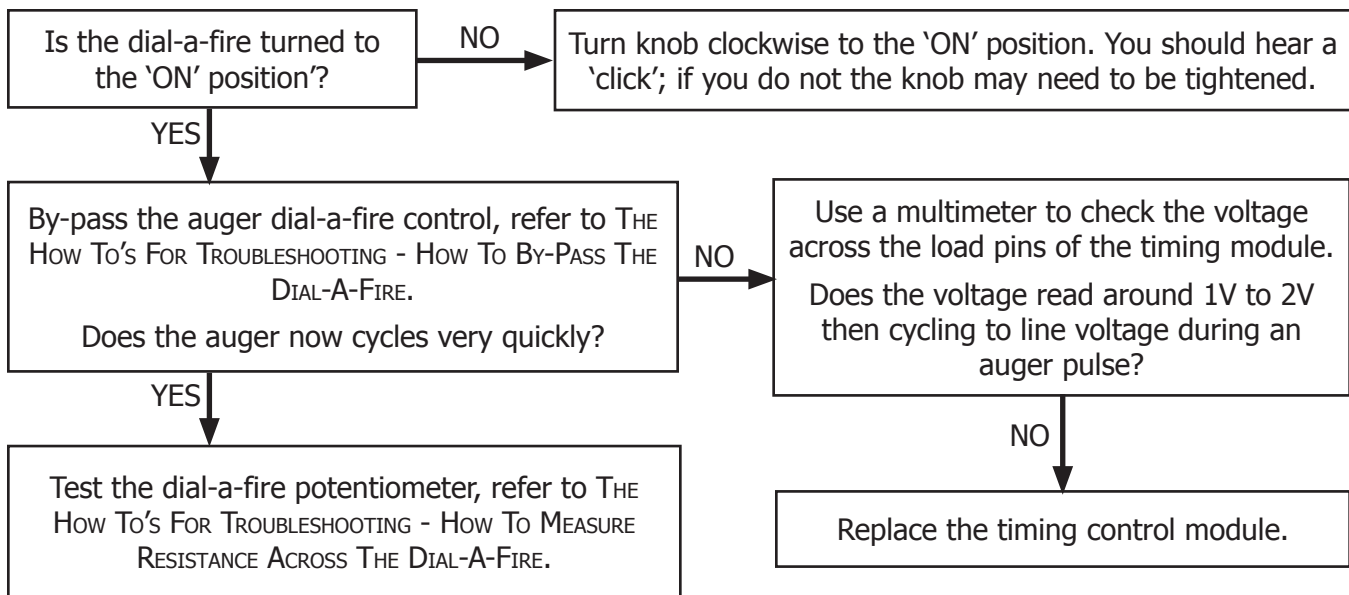 Is the dial-a-fire turned to
the ‘ON’ position’?
NO
Turn knob clockwise to the ‘ON’ position. You should hear a
‘click’; if you do not the knob may need to be tightened.
YES
By-pass the auger dial-a-fire control, refer to The
How To's For Troubleshooting - How To By-Pass The
Dial-A-Fire.
Does the auger now cycles very quickly?
NO
Use a multimeter to check the voltage
across the load pins of the timing module.
Does the voltage read around 1V to 2V
then cycling to line voltage during an
auger pulse?
YES
NO
Test the dial-a-fire potentiometer, refer to The
How To's For Troubleshooting - How To Measure
Resistance Across The Dial-A-Fire.
Replace the timing control module.